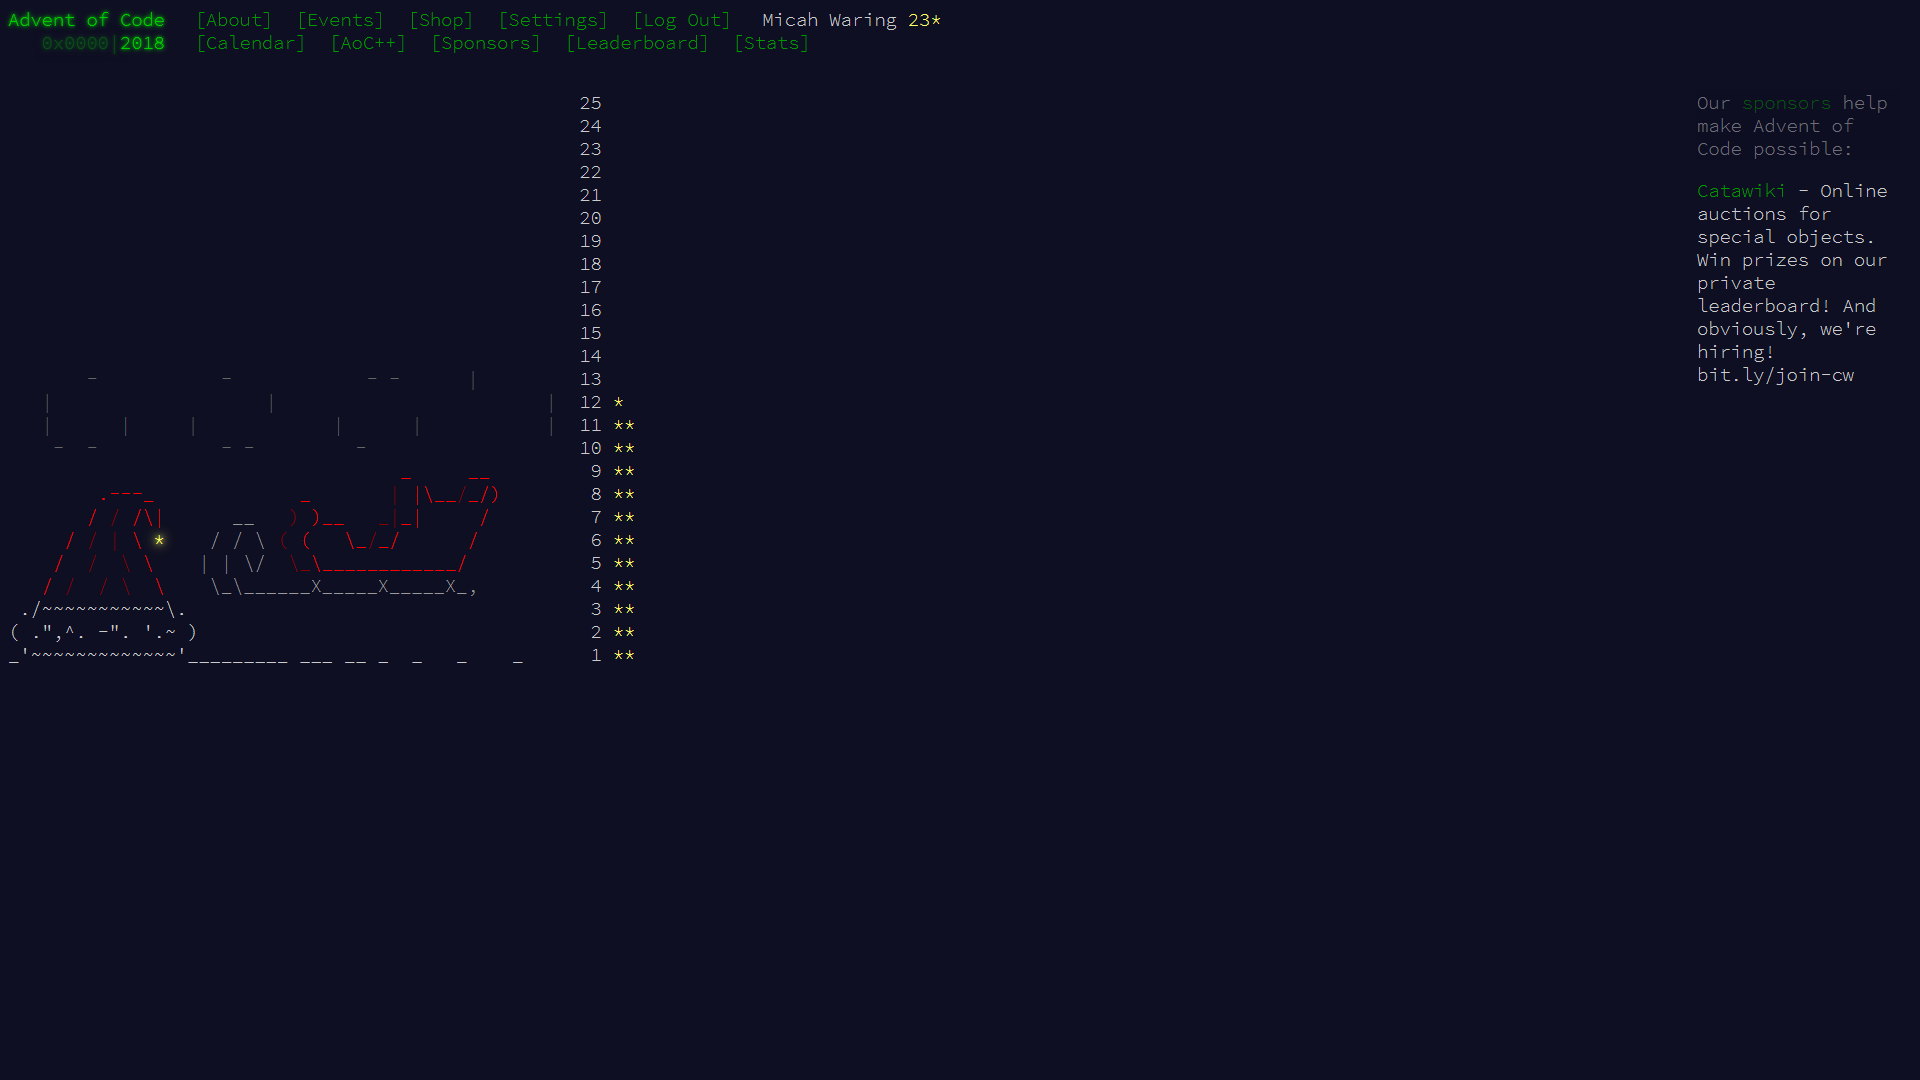 Advent of Code [About] [Events] [Shop] [Settings] [Log Out] Micah Waring 23*
0x0000|2018 [Calendar] [AoC++] [Sponsors] [Leaderboard] [Stats]
25
24
23
22
21
20
19
18
17
16
15
14
13
12 *
11 **
10 **
9 **
8 **
7 **
6 **
5 **
4 **
3 **
2 **
1 **
Our sponsors help
make Advent of
Code possible:
Catawiki - Online
auctions for
special objects.
Win prizes on our
private
leaderboard! And
obviously, we're
hiring!
bit.ly/join-cw